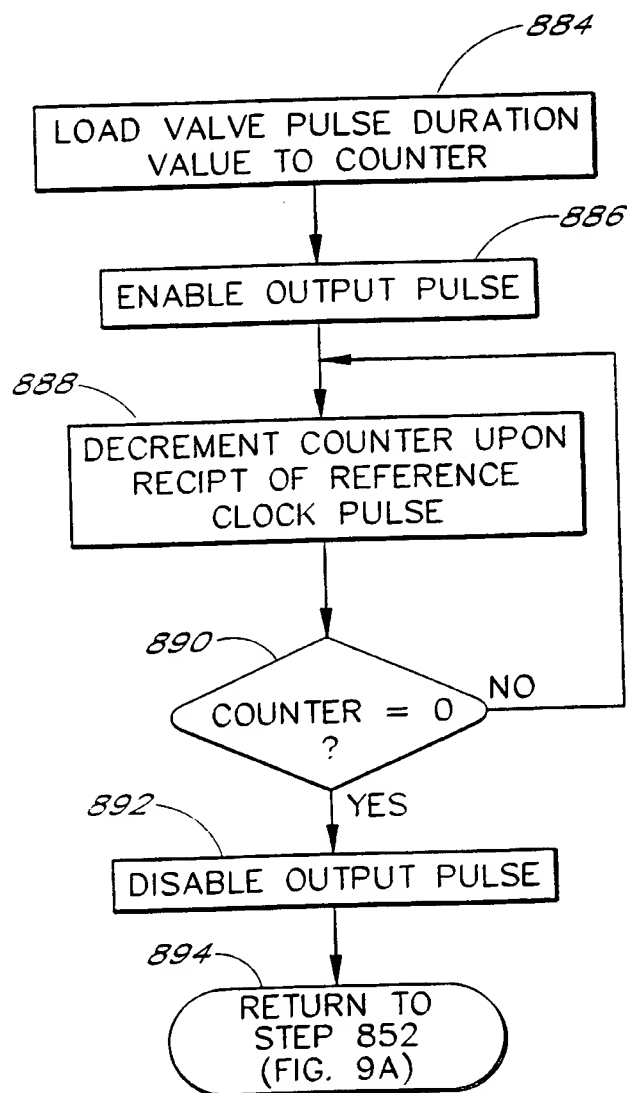 884
LOAD VALVE PULSE DURATION
VALUE TO COUNTER
886
ENABLE OUTPUT PULSE
888
DECREMENT COUNTER UPON
RECIPT OF REFERENCE
CLOCK PULSE
890
COUNTER = 0
?
NO
YES
892
DISABLE OUTPUT PULSE
894
RETURN TO
STEP 852
(FIG. 9A)